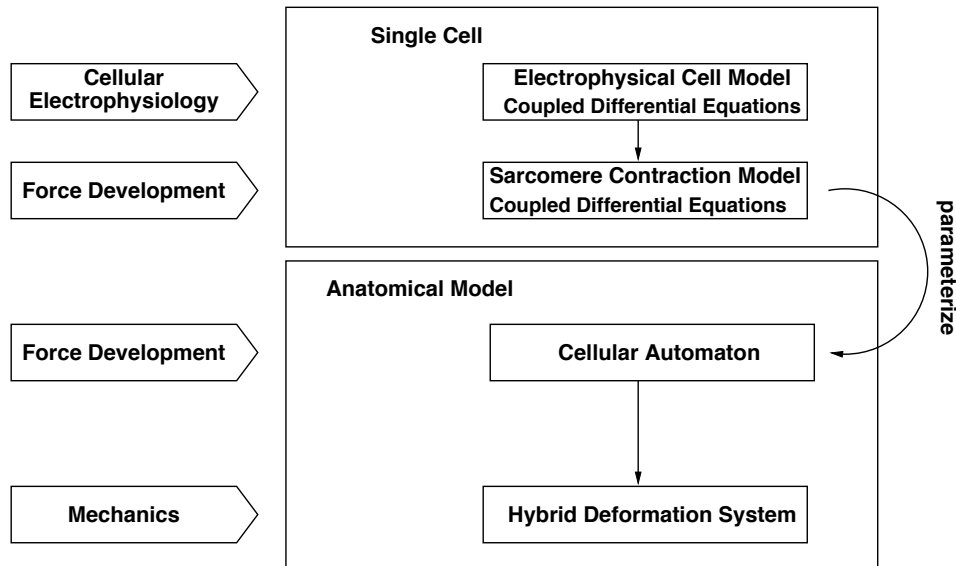 Single Cell
Cellular
Electrophysiology
Electrophysical Cell Model
Coupled Differential Equations
Force Development
Sarcomere Contraction Model
Coupled Differential Equations
parameterize
Anatomical Model
Force Development
Cellular Automaton
Mechanics
Hybrid Deformation System